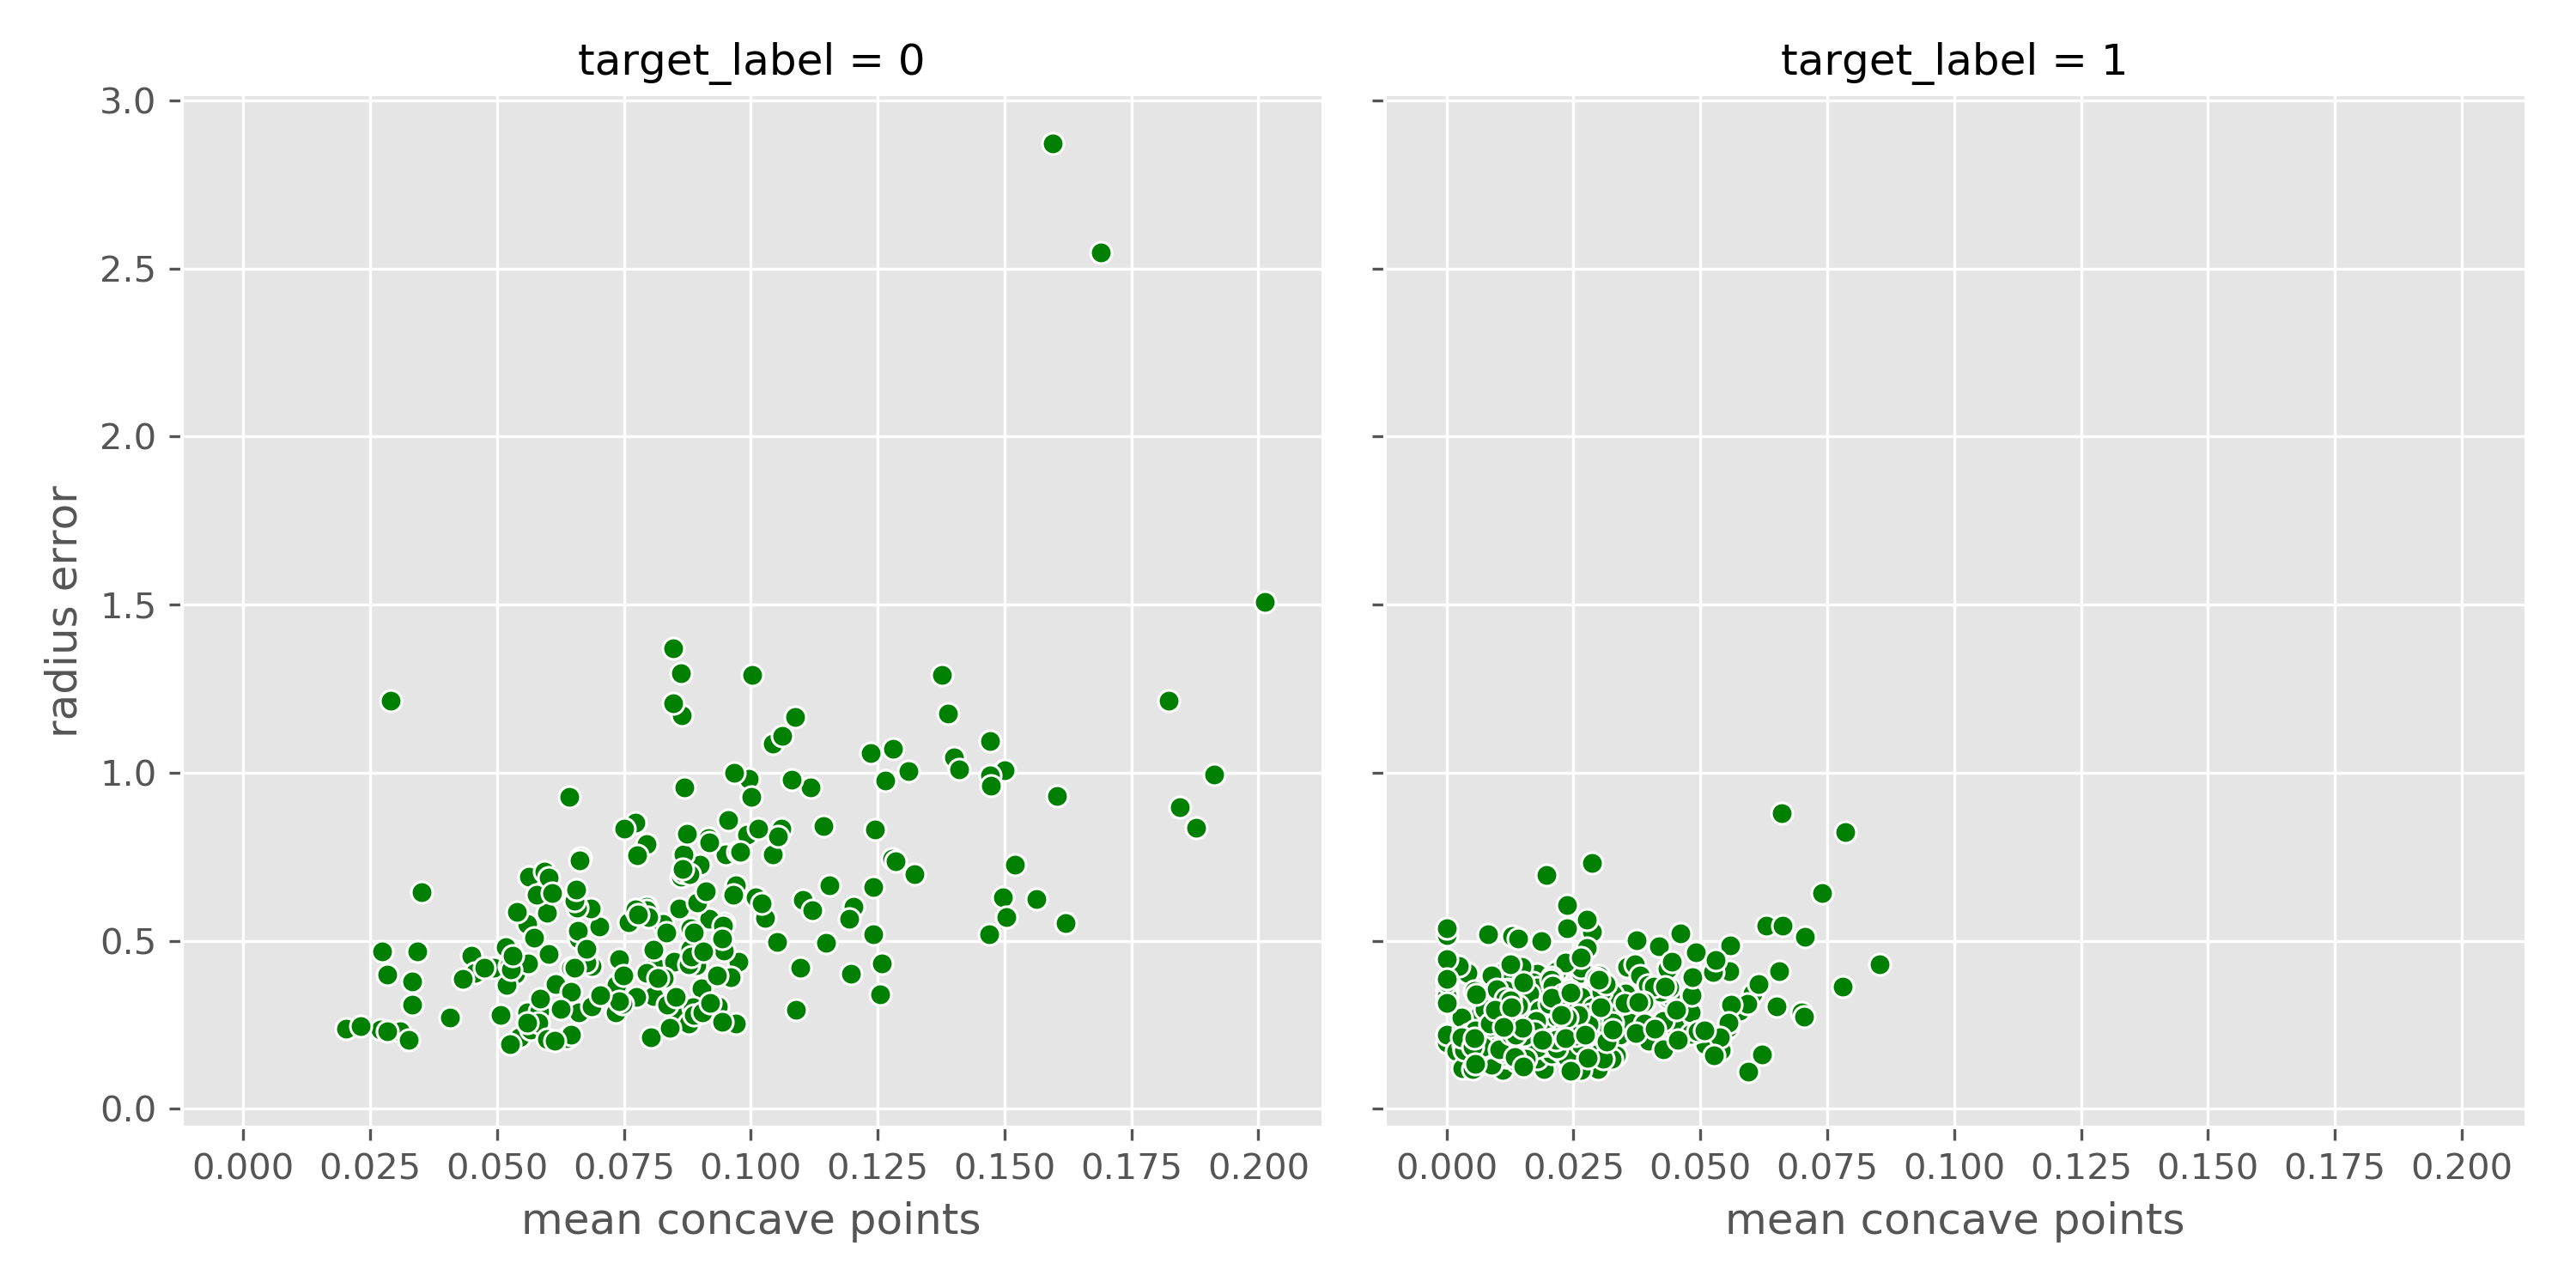 target_label = 0
target_label = 1
3.0
2.5
2.0
1.5
1.0
0.5
0.0
radius error
0.000 0.025 0.050 0.075 0.100 0.125 0.150 0.175 0.200
0.000 0.025 0.050 0.075 0.100 0.125 0.150 0.175 0.200
mean concave points
mean concave points